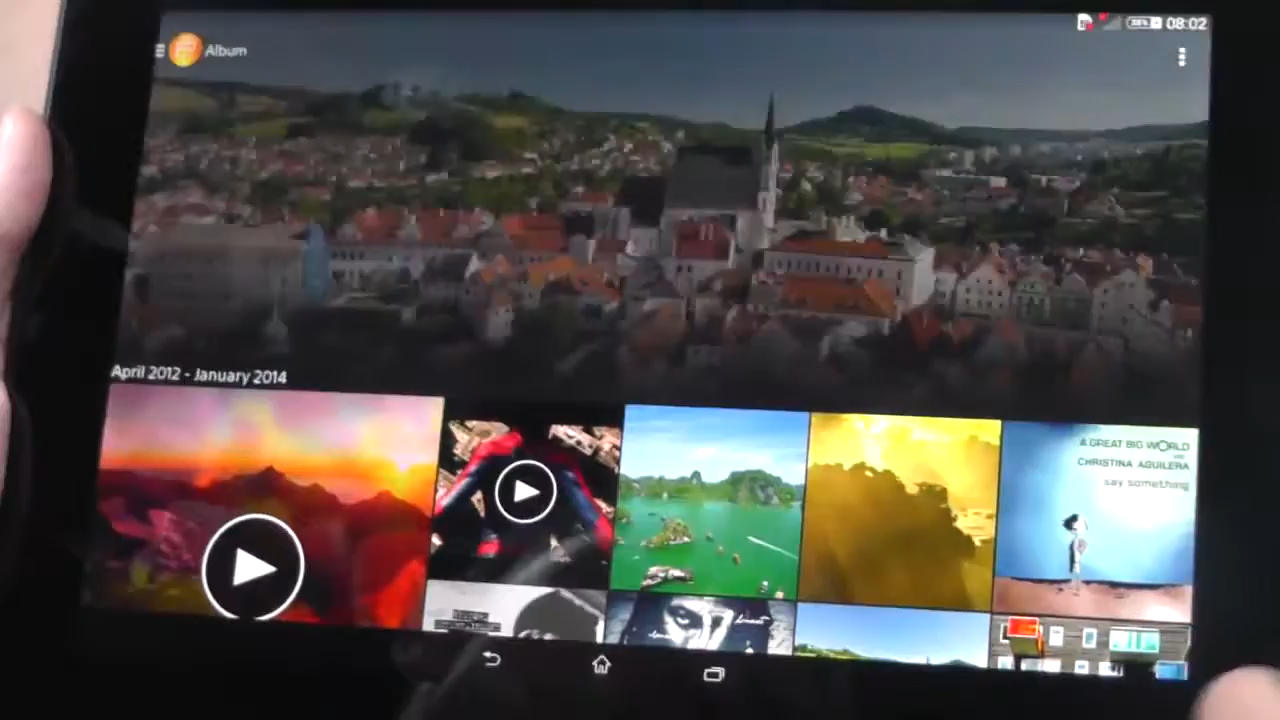 Album
08:02
April 2012 - January 2014
A GREAT BIG WORLD
CHRISTINA AGUILERA
say something